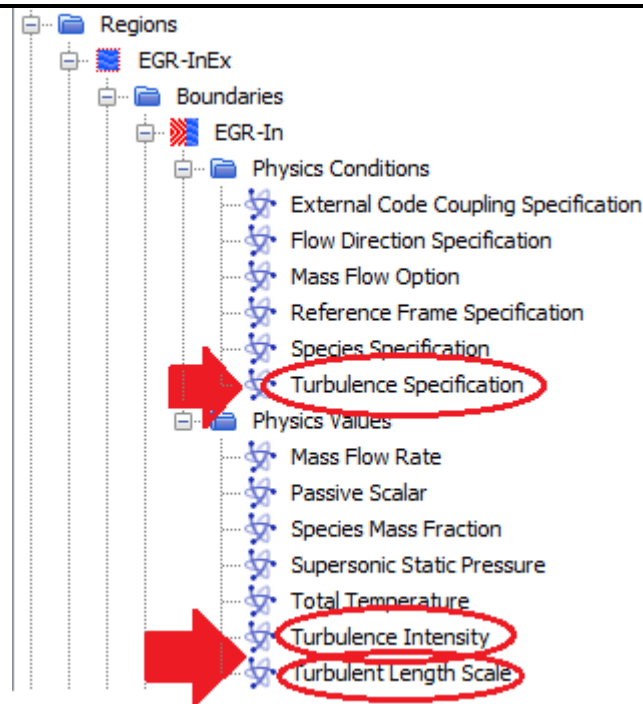 Regions
EGR-InEx
Boundaries
EGR-In
Physics Conditions
External Code Coupling Specification
Flow Direction Specification
Mass Flow Option
Reference Frame Specification
Species Specification
Turbulence Specification
Physics Values
Mass Flow Rate
Passive Scalar
Species Mass Fraction
Supersonic Static Pressure
Total Temperature
Turbulence Intensity
Turbulent Length Scale